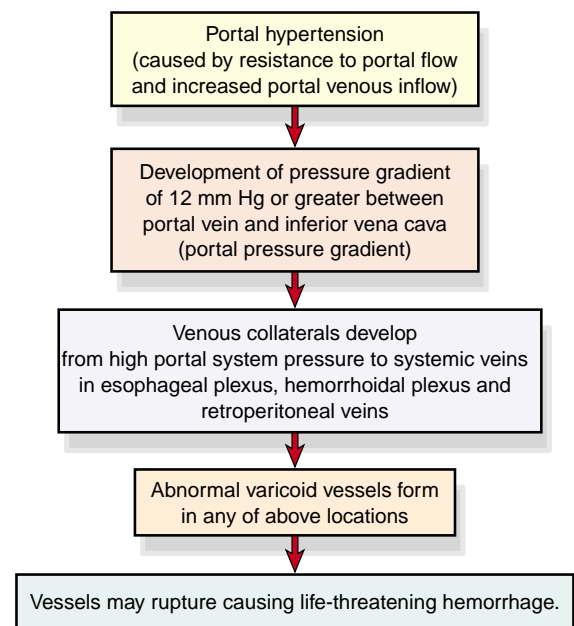 Portal hypertension
(caused by resistance to portal flow
and increased portal venous inflow)
Development of pressure gradient
of 12 mm Hg or greater between
portal vein and inferior vena cava
(portal pressure gradient)
Venous collaterals develop
from high portal system pressure to systemic veins
in esophageal plexus, hemorrhoidal plexus and
retroperitoneal veins
Abnormal varicoid vessels form
in any of above locations
Vessels may rupture causing life-threatening hemorrhage.